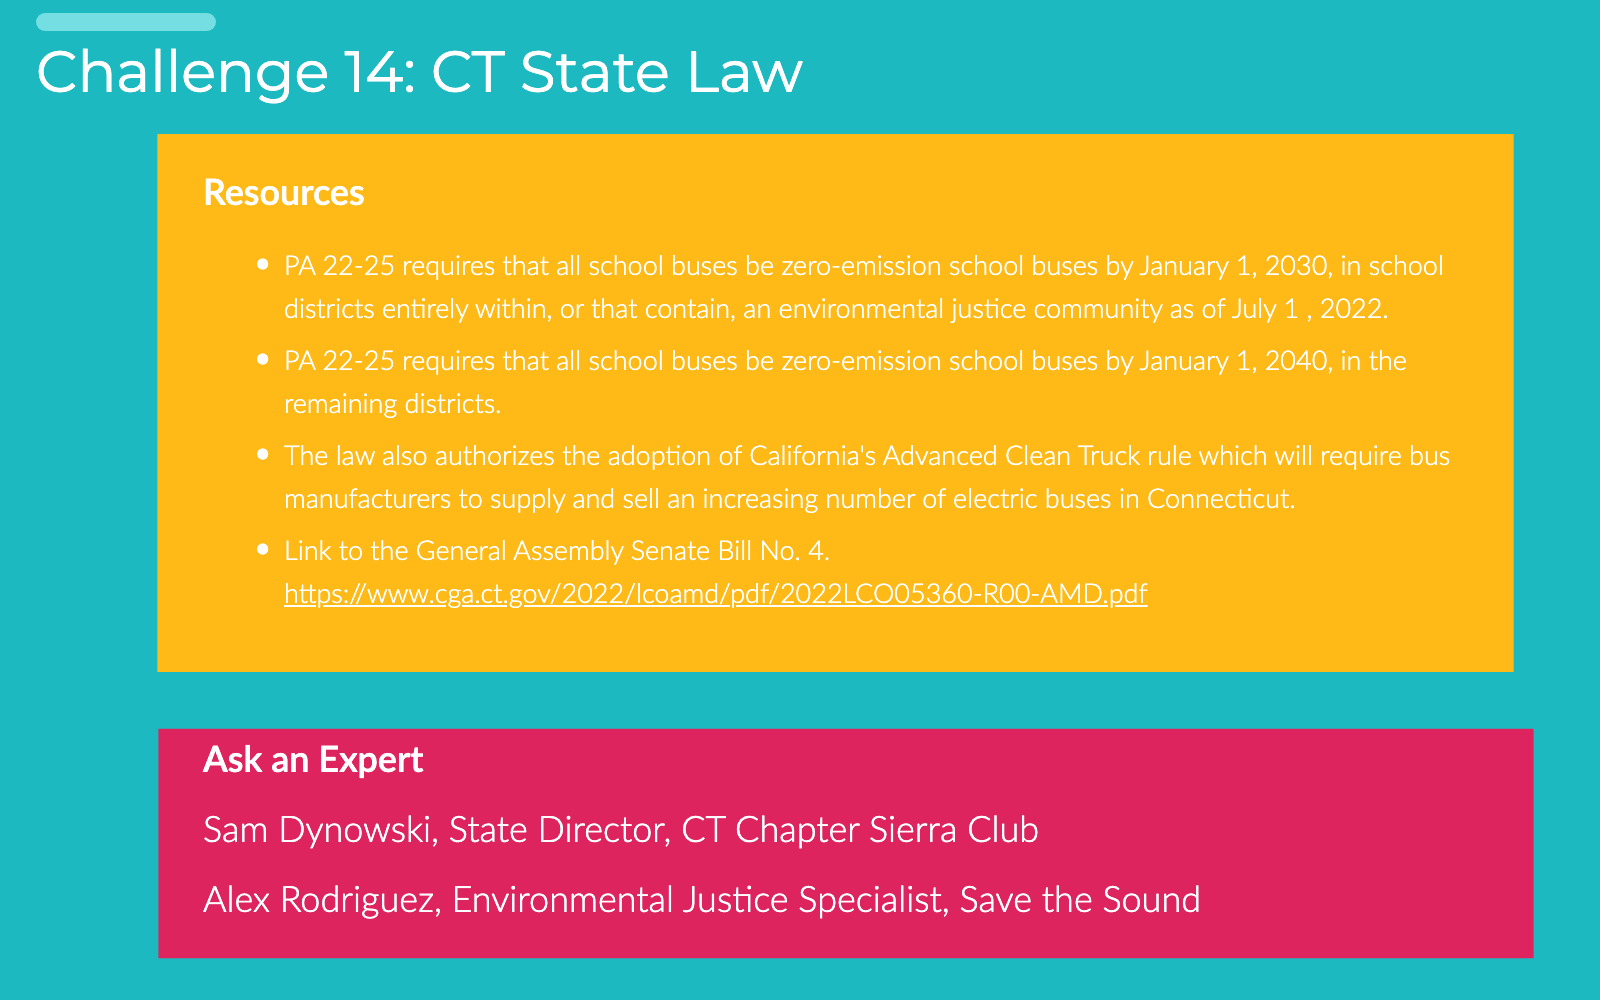 Challenge 14: CT State Law
Resources
• PA 22-25 requires that all school buses be zero-emission school buses by January 1, 2030, in school
districts entirely within, or that contain, an environmental justice community as of July 1 , 2022.
• PA 22-25 requires that all school buses be zero-emission school buses by January 1, 2040, in the
remaining districts.
• The law also authorizes the adoption of California's Advanced Clean Truck rule which will require bus
manufacturers to supply and sell an increasing number of electric buses in Connecticut.
• Link to the General Assembly Senate Bill No. 4.
https://www.cga.ct.gov/2022/lcoamd/pdf/2022LCO05360-R00-AMD.pdf
Ask an Expert
Sam Dynowski, State Director, CT Chapter Sierra Club
Alex Rodriguez, Environmental Justice Specialist, Save the Sound